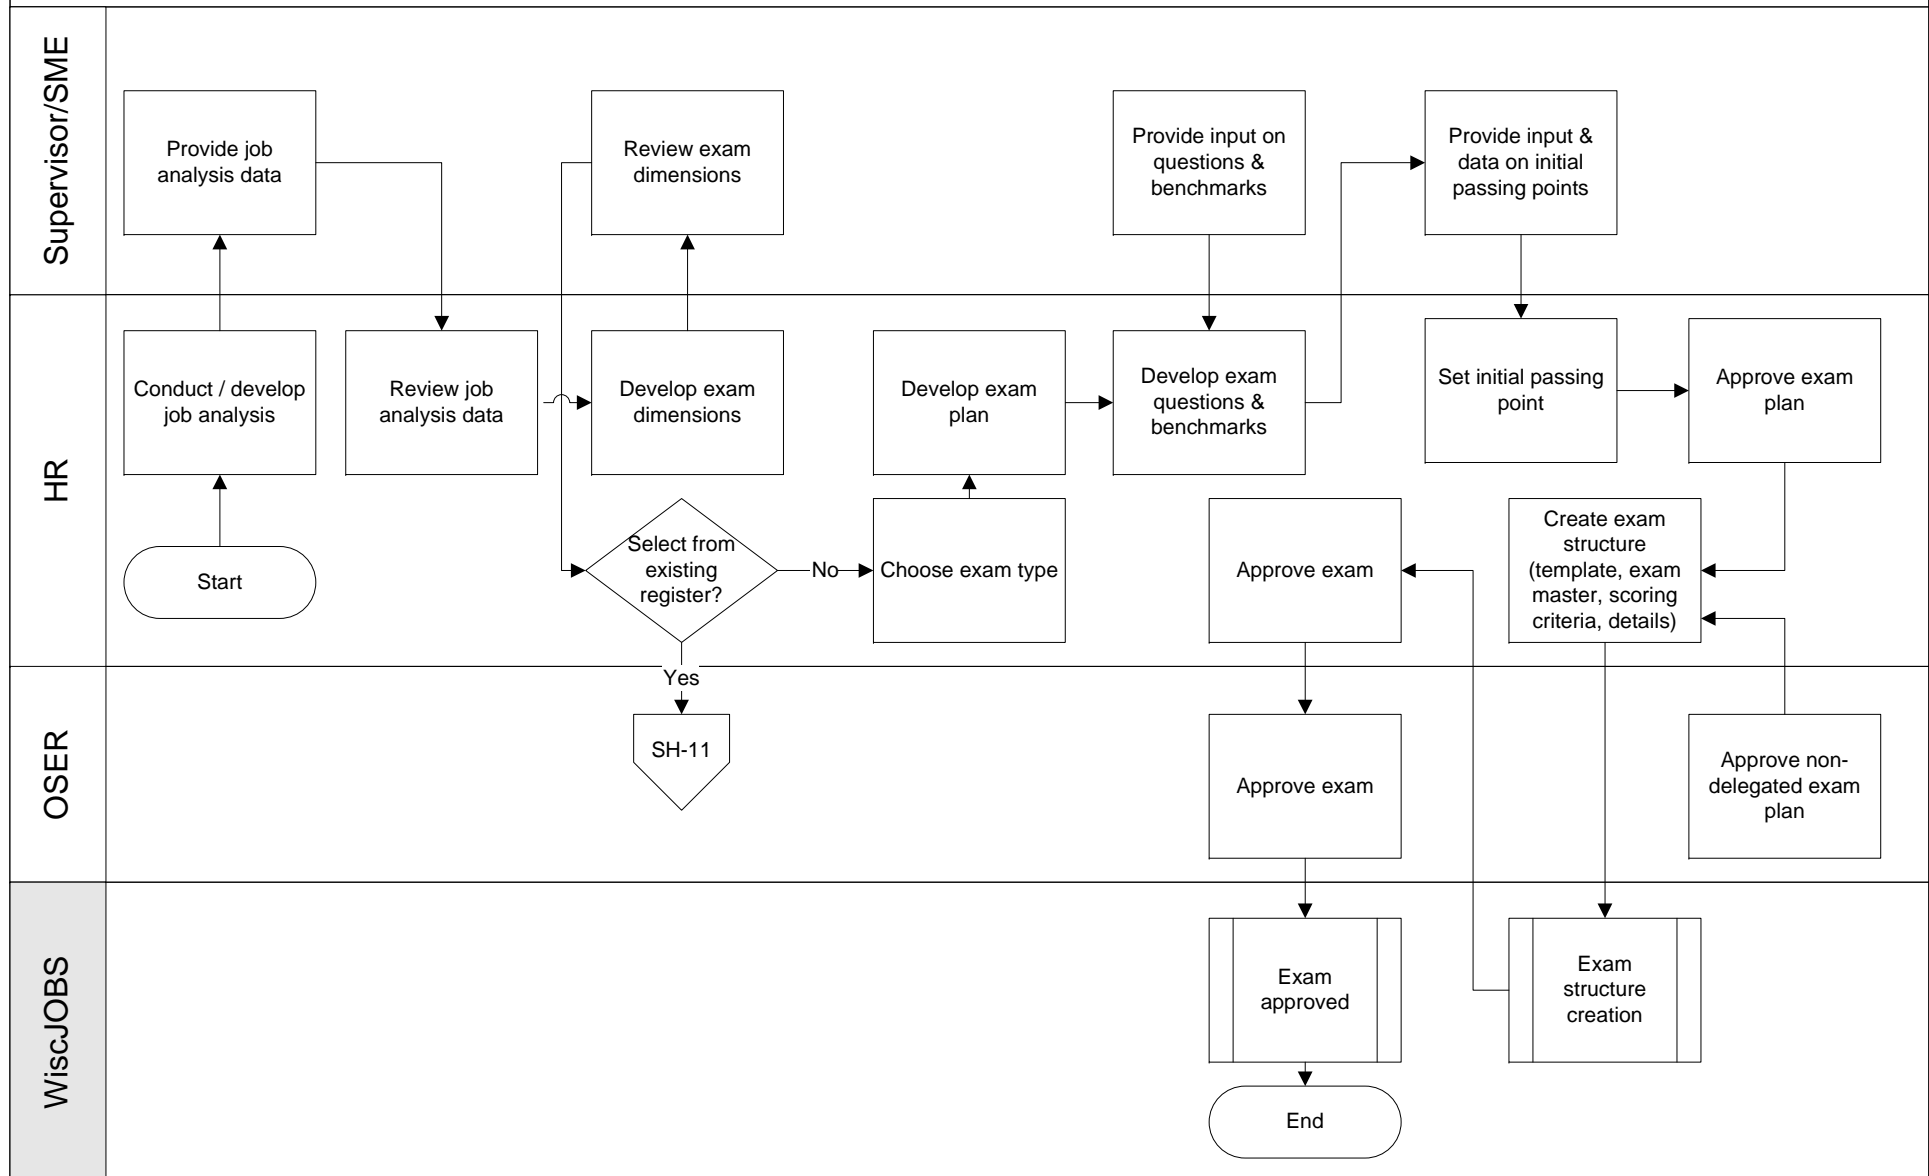 Supervisor/SME
Provide job
analysis data
Review exam
dimensions
Provide input on
questions &
benchmarks
Provide input &
data on initial
passing points
HR
Conduct / develop
job analysis
Review job
analysis data
Develop exam
dimensions
Develop exam
plan
Develop exam
questions &
benchmarks
Set initial passing
point
Approve exam
plan
Start
Select from
existing
register?
No
Choose exam type
Approve exam
Create exam
structure
(template, exam
master, scoring
criteria, details)
Yes
OSER
SH-11
Approve exam
Approve non-
delegated exam
plan
WiscJOBS
Exam
approved
Exam
structure
creation
End